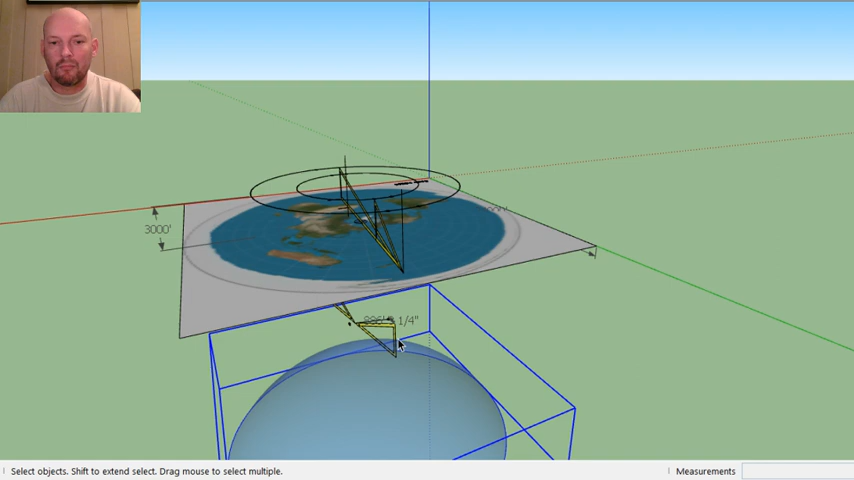 3000'
1/4"
Select objects. Shift to extend select. Drag mouse to select multiple.
Measurements